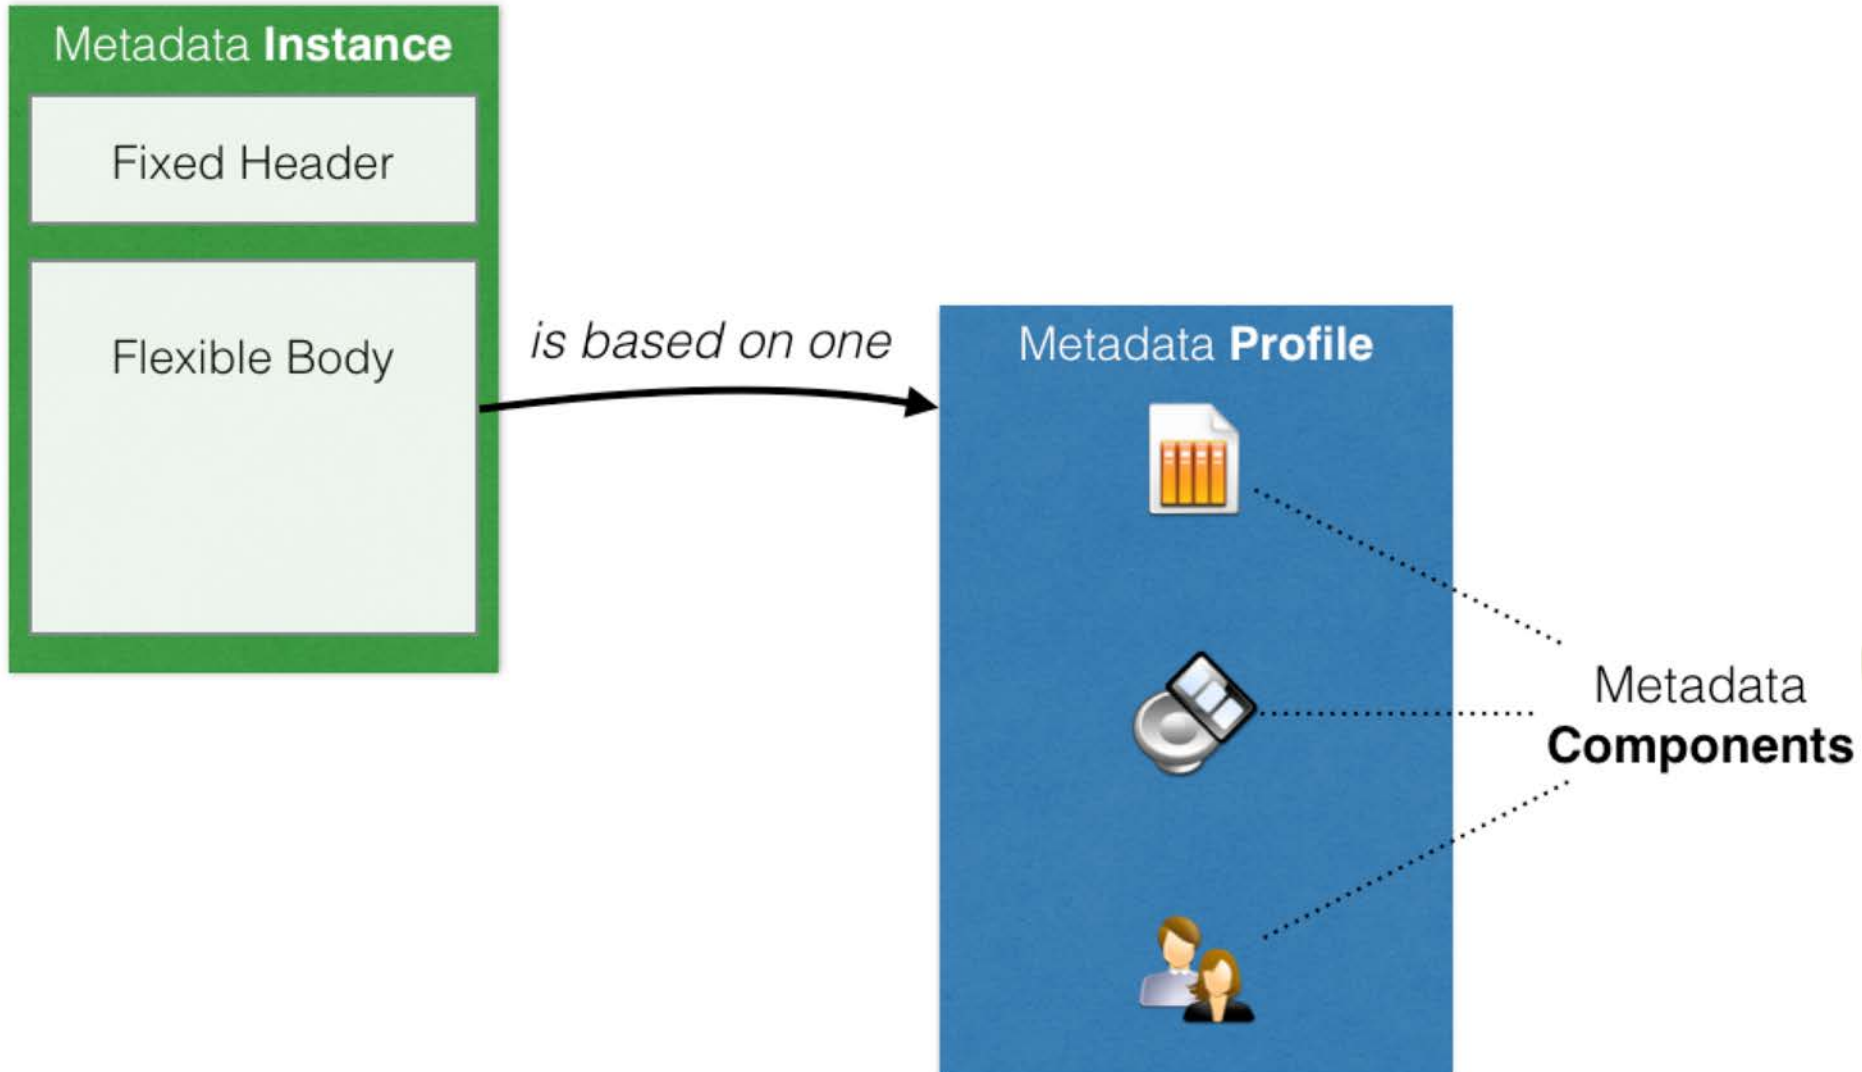 Metadata Instance
Fixed Header
Flexible Body
is based on one
Metadata Profile
Metadata
Components